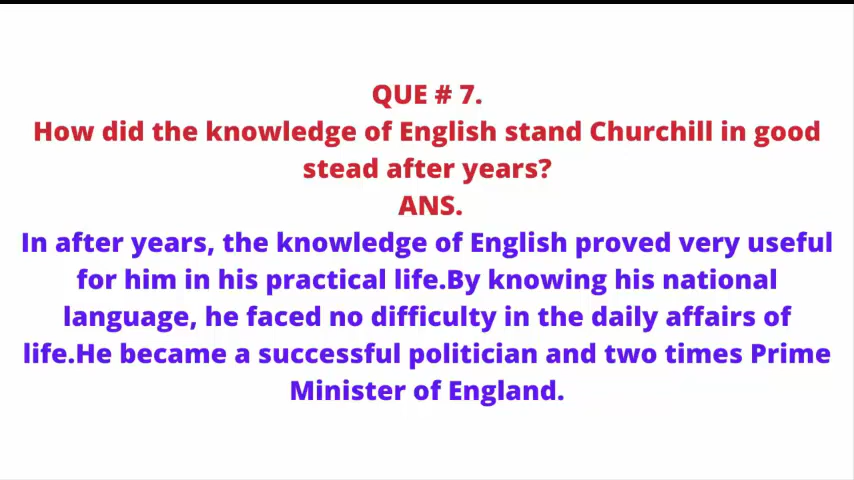 QUE # 7.
How did the knowledge of English stand Churchill in good
stead after years?
ANS.
In after years, the knowledge of English proved very useful
for him in his practical life.By knowing his national
language, he faced no difficulty in the daily affairs of
life.He became a successful politician and two times Prime
Minister of England.